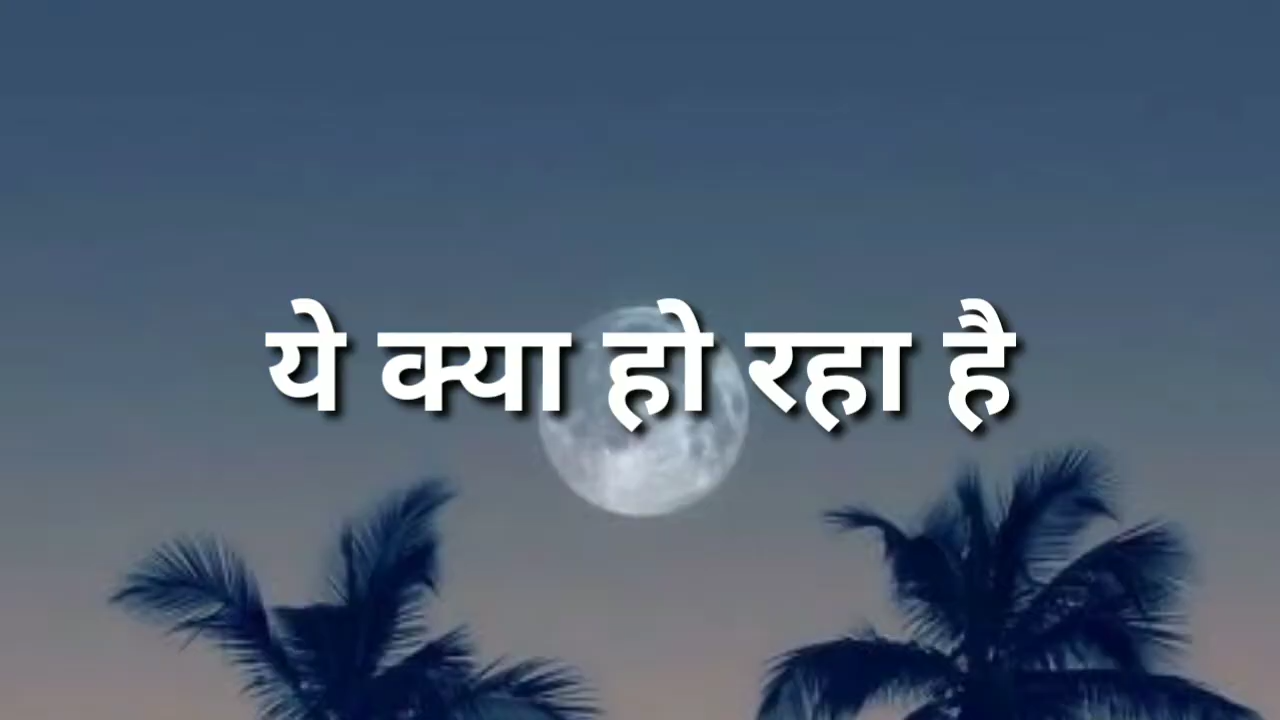 ये क्या हो रहा है